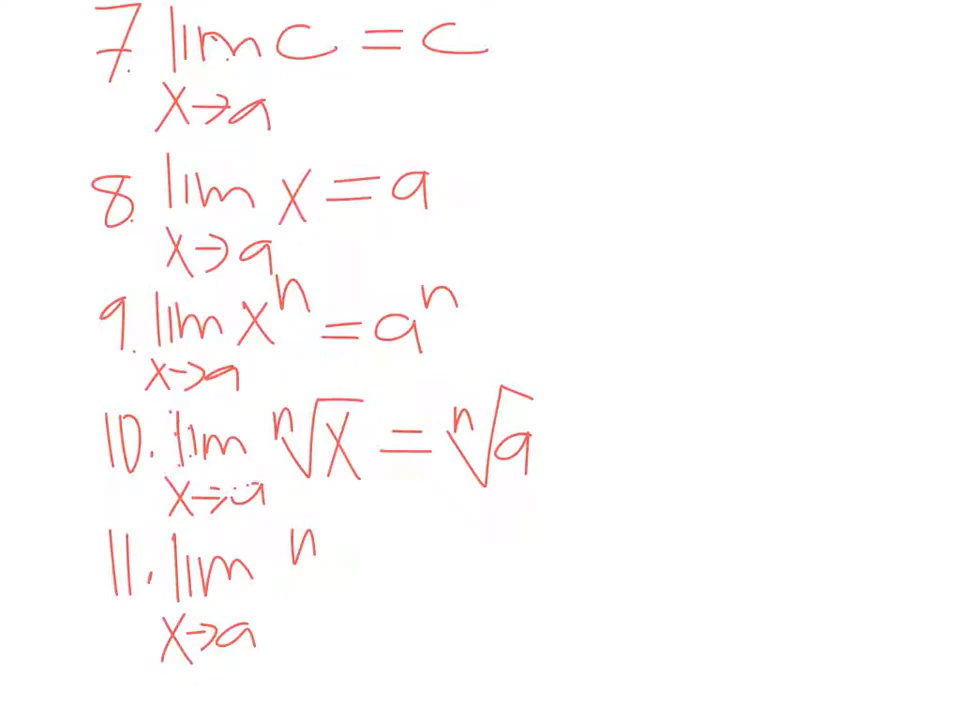 7. lim c = c
x→a
8. lim x = a
x→a
9. lim xⁿ = aⁿ
x→a
10. lim ⁿ√x = ⁿ√a
x→a
11. lim ⁿ
x→a